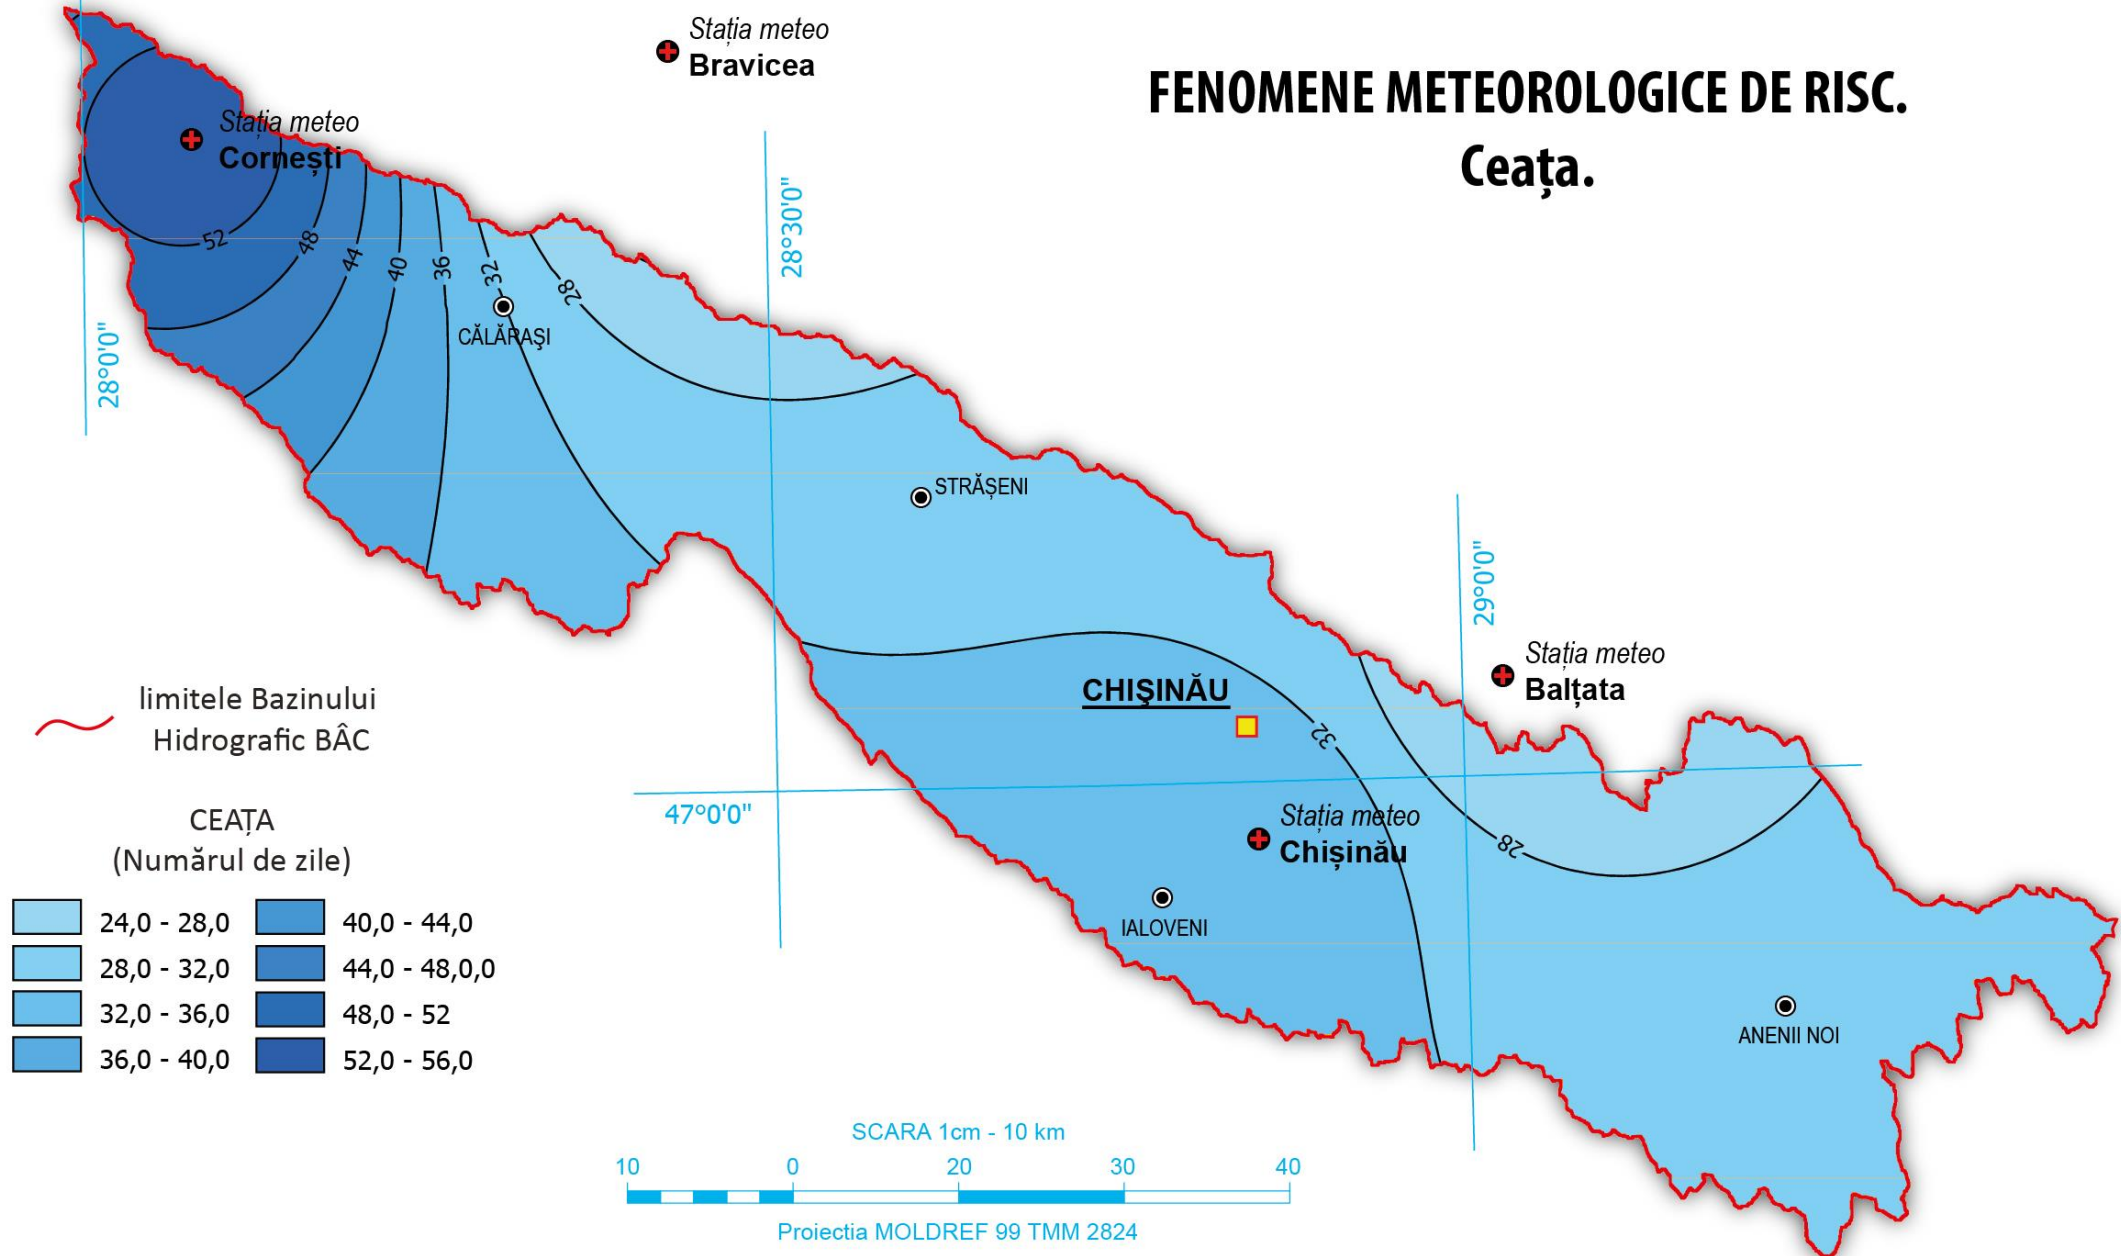 FENOMENE METEOROLOGICE DE RISC.
Ceața.
Stația meteo
Bravicea
Stația meteo
Cornești
28°30'0"
28°0'0"
52
48
44
40
36
32
28
CĂLĂRAŞI
STRĂȘENI
29°0'0"
Stația meteo
Balțata
CHIŞINĂU
32
47°0'0"
Stația meteo
Chișinău
28
IALOVENI
ANENII NOI
limitele Bazinului
Hidrografic BÂC
CEAȚA
(Numărul de zile)
24,0 - 28,0
28,0 - 32,0
32,0 - 36,0
36,0 - 40,0
40,0 - 44,0
44,0 - 48,0,0
48,0 - 52
52,0 - 56,0
SCARA 1cm - 10 km
10 0 20 30 40
Proiectia MOLDREF 99 TMM 2824